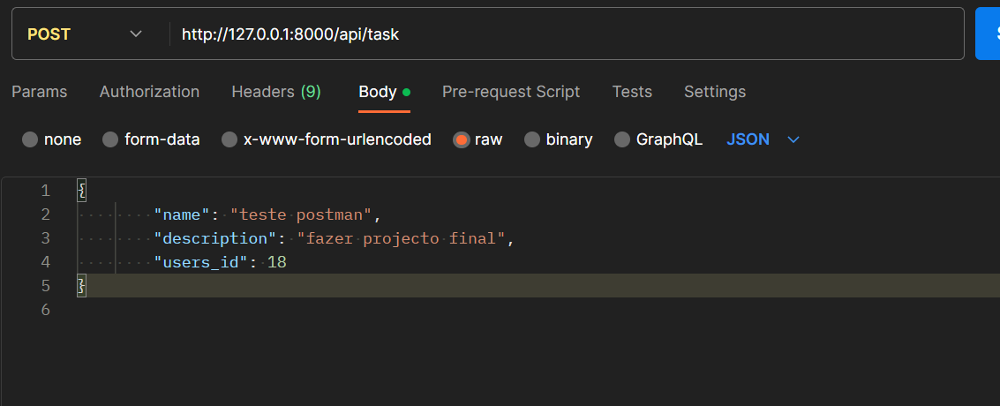 POST http://127.0.0.1:8000/api/task
Params Authorization Headers (9) Body Pre-request Script Tests Settings
none form-data x-www-form-urlencoded raw binary GraphQL JSON
1 {
2 "name": "teste postman",
3 "description": "fazer projecto final",
4 "users_id": 18
5 }
6